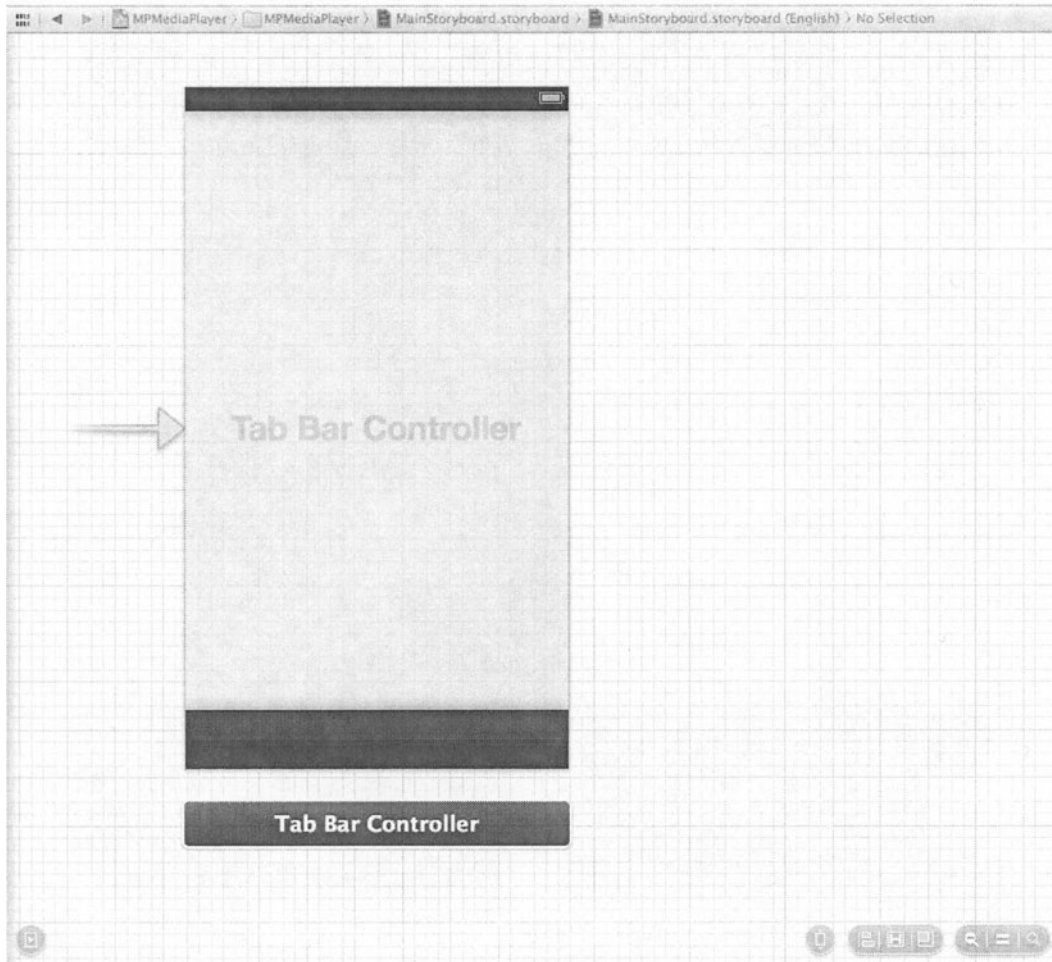 MPMediaPlayer › MPMediaPlayer › MainStoryboard.storyboard › MainStoryboard.storyboard (English) › No Selection
Tab Bar Controller
Tab Bar Controller